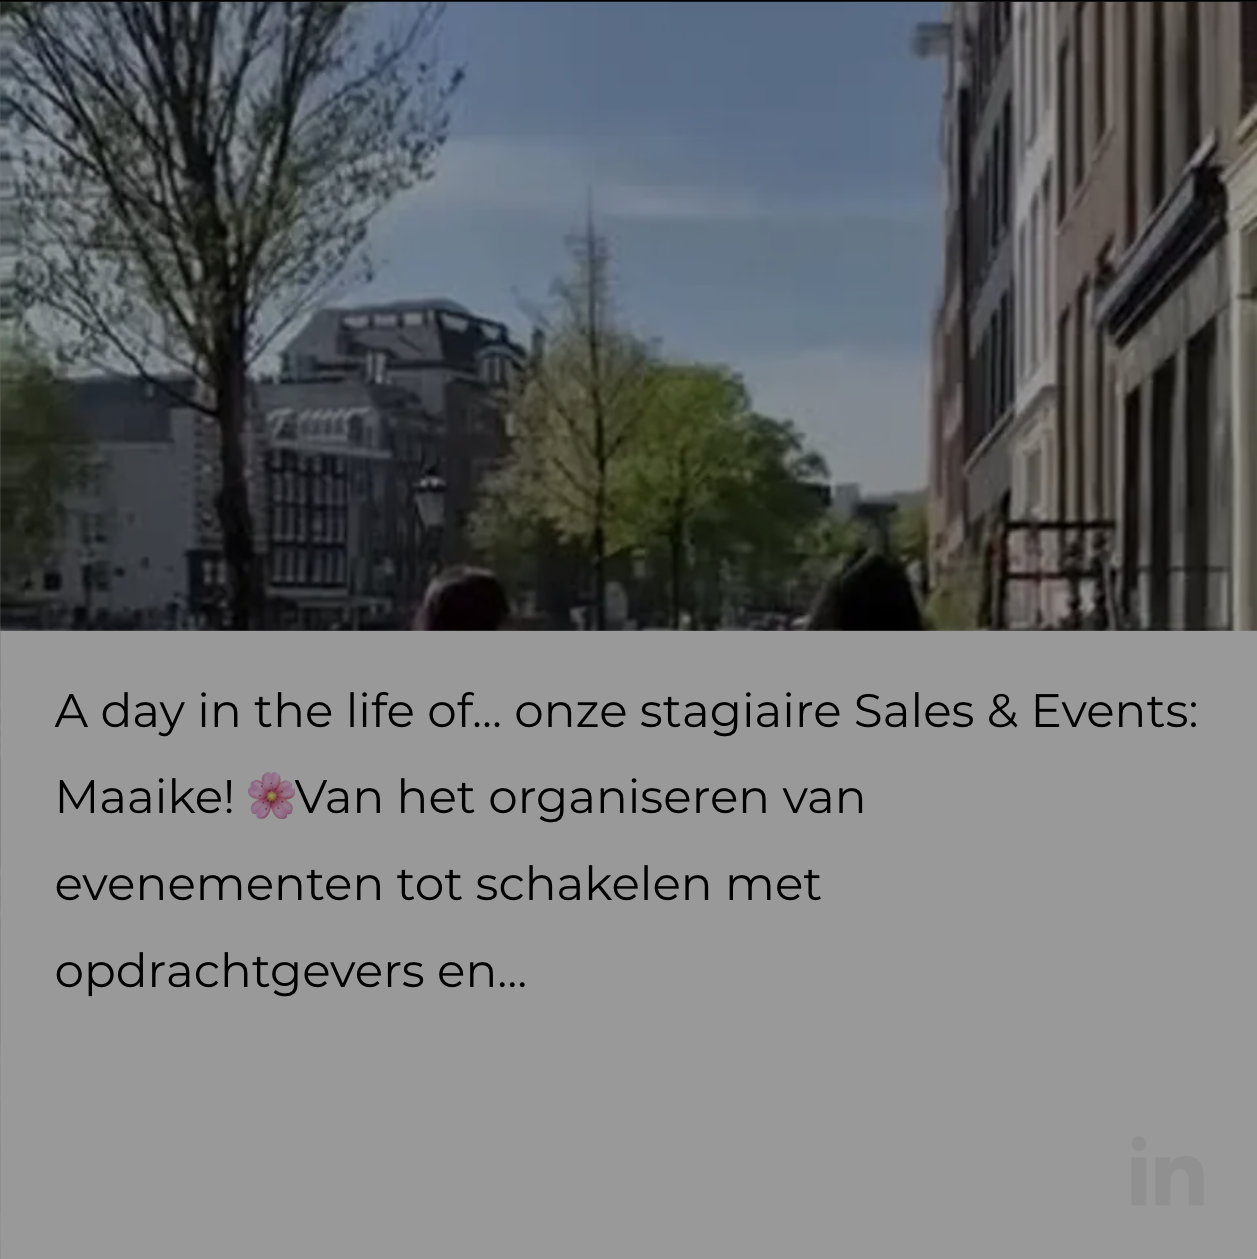 A day in the life of... onze stagiaire Sales & Events:
Maaike! 🌸Van het organiseren van
evenementen tot schakelen met
opdrachtgevers en...
in